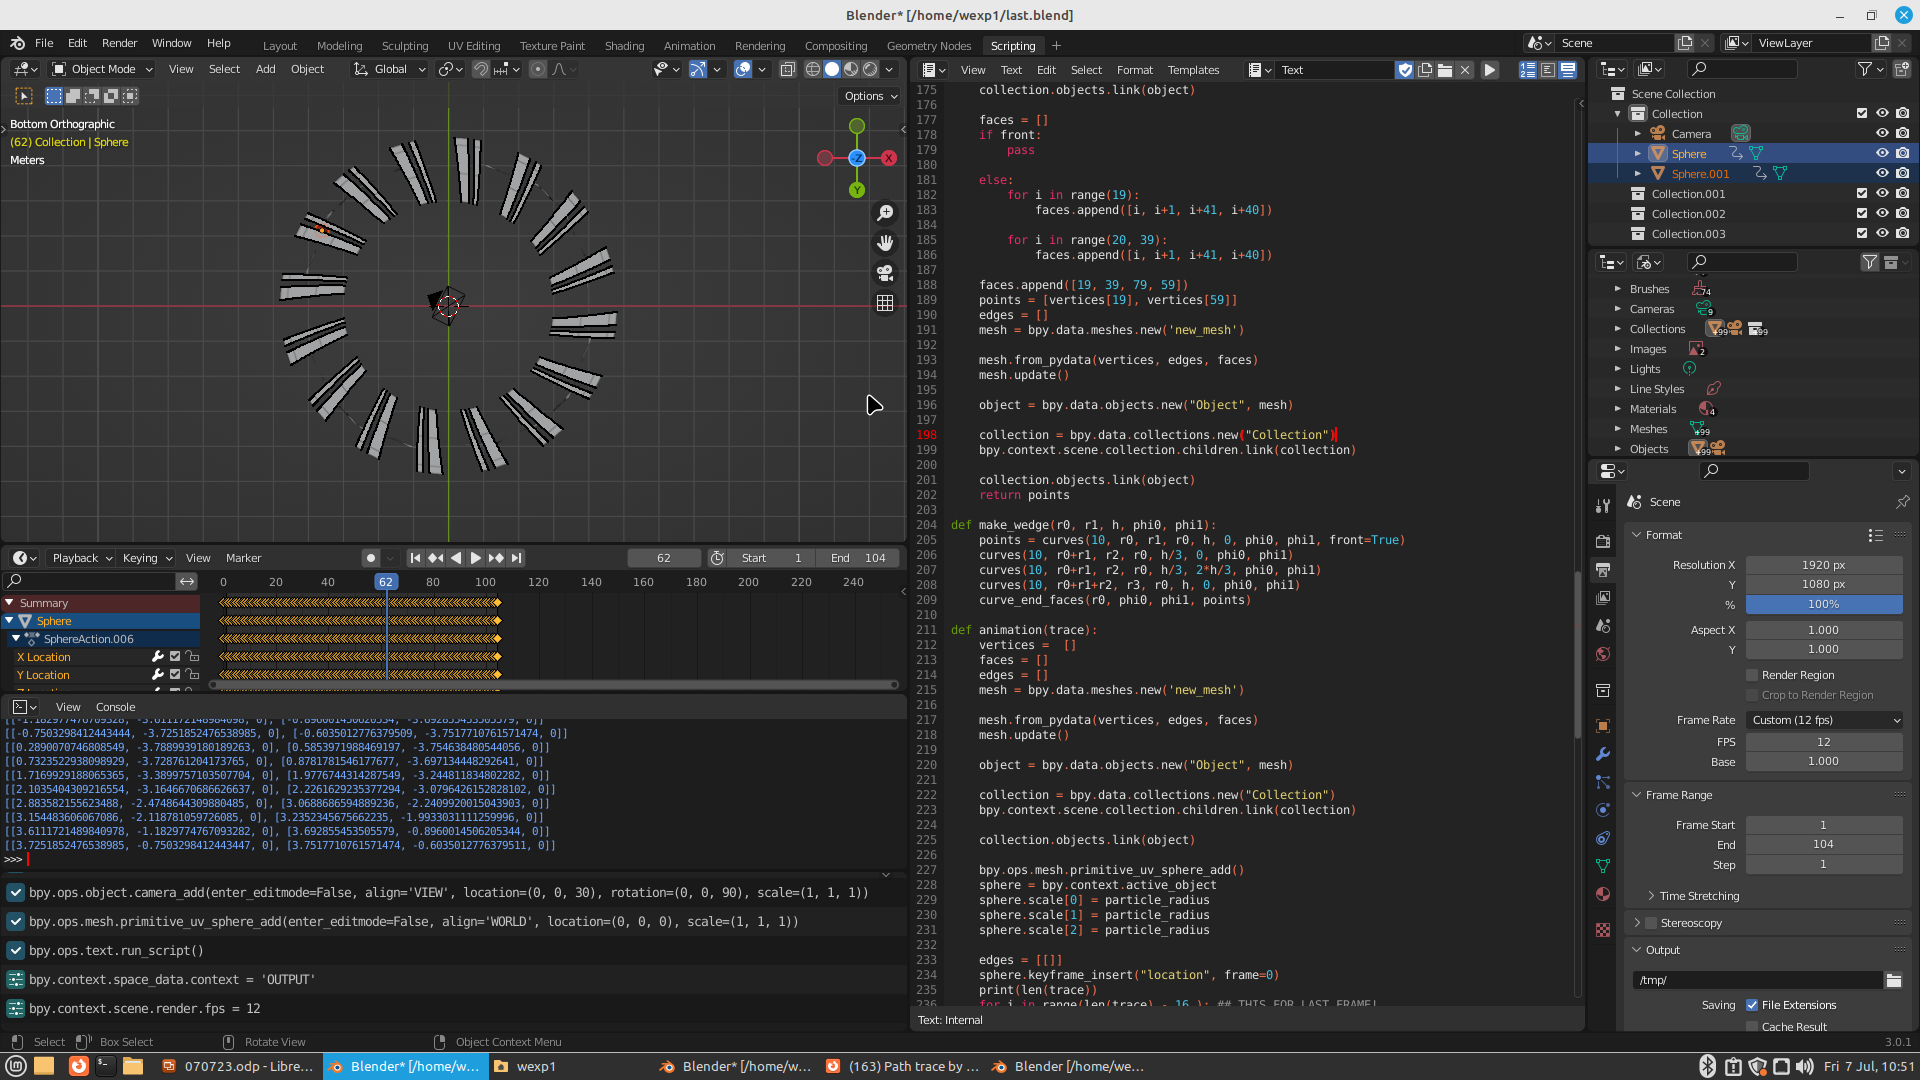 Blender* [/home/wexp1/last.blend]
File Edit Render Window Help Layout Modeling Sculpting UV Editing Texture Paint Shading Animation Rendering Compositing Geometry Nodes Scripting + Scene ViewLayer
Object Mode View Select Add Object Global
Options
Bottom Orthographic
(62) Collection | Sphere
Meters
X
-Z
Y
Playback Keying View Marker 62 Start 1 End 104
0 20 40 62 80 100 120 140 160 180 200 220 240
Summary
Sphere
SphereAction.006
X Location
Y Location
View Console
[[-0.7503298412443444, -3.7251852476538985, 0], [-0.6035012776379509, -3.7517710761571474, 0]]
[[0.2890070746808549, -3.7889939180189263, 0], [0.5853971988469197, -3.754638480544056, 0]]
[[0.7323522938098929, -3.728761204173765, 0], [0.8781781546177677, -3.697134448292641, 0]]
[[1.7169929188065365, -3.3899757103507704, 0], [1.9776744314287549, -3.244811834802282, 0]]
[[2.1035404309216554, -3.1646670686626637, 0], [2.2261629235377294, -3.0796426152828102, 0]]
[[2.883582155623488, -2.4748644309880485, 0], [3.0688686594889236, -2.2409920015043903, 0]]
[[3.154483606067086, -2.118781059726085, 0], [3.2352345675662235, -1.9933031111259996, 0]]
[[3.6111721489840978, -1.1829774767093282, 0], [3.692855453505579, -0.8960014506205344, 0]]
[[3.7251852476538985, -0.7503298412443447, 0], [3.7517710761571474, -0.6035012776379511, 0]]
>>>
bpy.ops.object.camera_add(enter_editmode=False, align='VIEW', location=(0, 0, 30), rotation=(0, 0, 90), scale=(1, 1, 1))
bpy.ops.mesh.primitive_uv_sphere_add(enter_editmode=False, align='WORLD', location=(0, 0, 0), scale=(1, 1, 1))
bpy.ops.text.run_script()
bpy.context.space_data.context = 'OUTPUT'
bpy.context.scene.render.fps = 12
View Text Edit Select Format Templates Text
175 collection.objects.link(object)
176
177 faces = []
178 if front:
179 pass
180
181 else:
182 for i in range(19):
183 faces.append([i, i+1, i+41, i+40])
184
185 for i in range(20, 39):
186 faces.append([i, i+1, i+41, i+40])
187
188 faces.append([19, 39, 79, 59])
189 points = [vertices[19], vertices[59]]
190 edges = []
191 mesh = bpy.data.meshes.new('new_mesh')
192
193 mesh.from_pydata(vertices, edges, faces)
194 mesh.update()
195
196 object = bpy.data.objects.new("Object", mesh)
197
198 collection = bpy.data.collections.new("Collection")
199 bpy.context.scene.collection.children.link(collection)
200
201 collection.objects.link(object)
202 return points
203
204 def make_wedge(r0, r1, h, phi0, phi1):
205 points = curves(10, r0, r1, r0, h, 0, phi0, phi1, front=True)
206 curves(10, r0+r1, r2, r0, h/3, 0, phi0, phi1)
207 curves(10, r0+r1, r2, r0, h/3, 2*h/3, phi0, phi1)
208 curves(10, r0+r1+r2, r3, r0, h, 0, phi0, phi1)
209 curve_end_faces(r0, phi0, phi1, points)
210
211 def animation(trace):
212 vertices = []
213 faces = []
214 edges = []
215 mesh = bpy.data.meshes.new('new_mesh')
216
217 mesh.from_pydata(vertices, edges, faces)
218 mesh.update()
219
220 object = bpy.data.objects.new("Object", mesh)
221
222 collection = bpy.data.collections.new("Collection")
223 bpy.context.scene.collection.children.link(collection)
224
225 collection.objects.link(object)
226
227 bpy.ops.mesh.primitive_uv_sphere_add()
228 sphere = bpy.context.active_object
229 sphere.scale[0] = particle_radius
230 sphere.scale[1] = particle_radius
231 sphere.scale[2] = particle_radius
232
233 edges = [[]]
234 sphere.keyframe_insert("location", frame=0)
235 print(len(trace))
236 for i in range(len(trace) - 16 ): ## THIS FOR LAST FRAME!
Text: Internal
Scene Collection
Collection
Camera
Sphere
Sphere.001
Collection.001
Collection.002
Collection.003
Brushes 74
Cameras 9
Collections +99 +99
Images 2
Lights
Line Styles
Materials 4
Meshes +99
Objects +99
Scene
Format
Resolution X 1920 px
Y 1080 px
% 100%
Aspect X 1.000
Y 1.000
Render Region
Crop to Render Region
Frame Rate Custom (12 fps)
FPS 12
Base 1.000
Frame Range
Frame Start 1
End 104
Step 1
Time Stretching
Stereoscopy
Output
/tmp/
Saving File Extensions
Cache Result
Select Box Select Rotate View Object Context Menu 3.0.1
070723.odp - Libre... Blender* [/home/w... wexp1 Blender* [/home/w... (163) Path trace by ... Blender [/home/we... Fri 7 Jul, 10:51